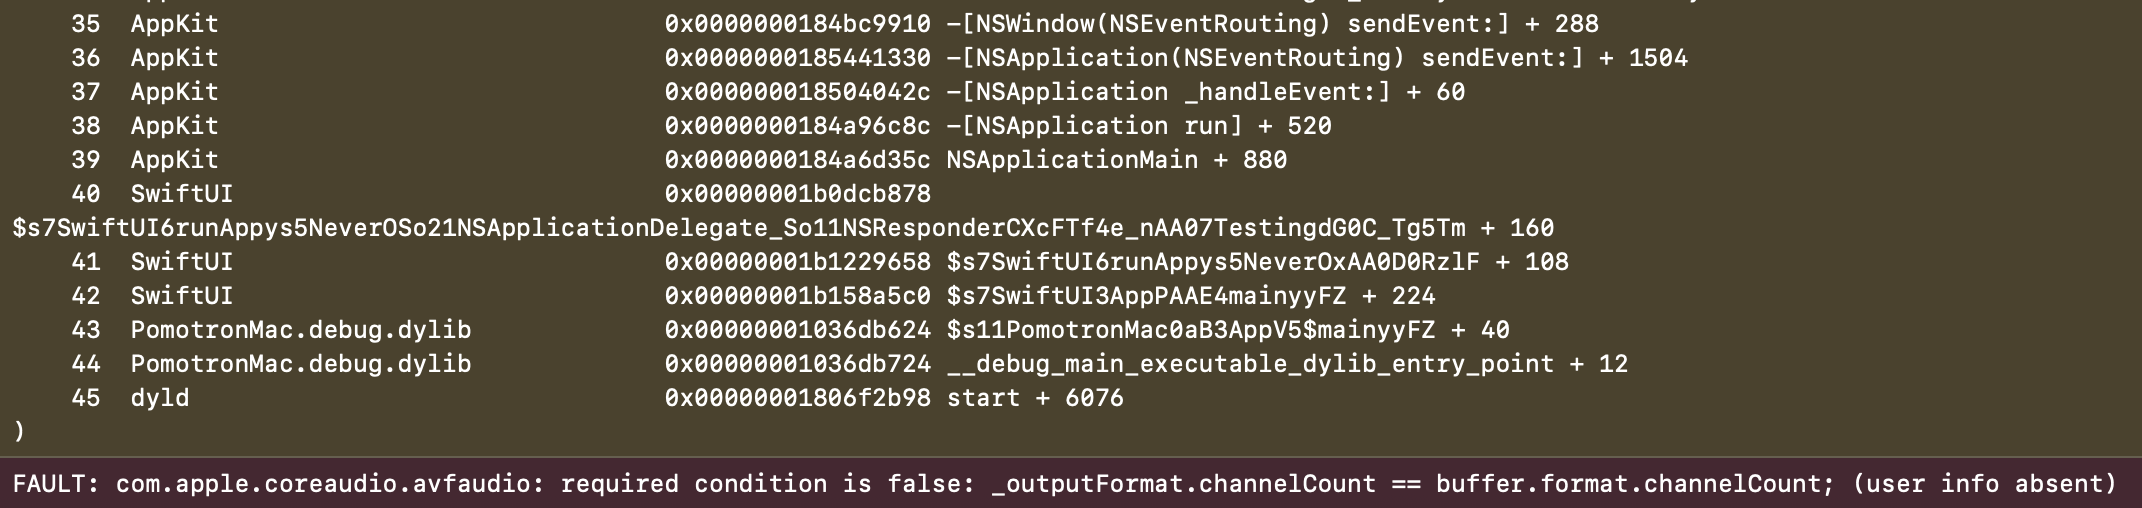 35  AppKit                              0x0000000184bc9910 -[NSWindow(NSEventRouting) sendEvent:] + 288
36  AppKit                              0x0000000185441330 -[NSApplication(NSEventRouting) sendEvent:] + 1504
37  AppKit                              0x000000018504042c -[NSApplication _handleEvent:] + 60
38  AppKit                              0x0000000184a96c8c -[NSApplication run] + 520
39  AppKit                              0x0000000184a6d35c NSApplicationMain + 880
40  SwiftUI                             0x00000001b0dcb878
$s7SwiftUI6runAppys5NeverOSo21NSApplicationDelegate_So11NSResponderCXcFTf4e_nAA07TestingdG0C_Tg5Tm + 160
41  SwiftUI                             0x00000001b1229658 $s7SwiftUI6runAppys5NeverOxAA0D0RzlF + 108
42  SwiftUI                             0x00000001b158a5c0 $s7SwiftUI3AppPAAE4mainyyFZ + 224
43  PomotronMac.debug.dylib             0x00000001036db624 $s11PomotronMac0aB3AppV5$mainyyFZ + 40
44  PomotronMac.debug.dylib             0x00000001036db724 __debug_main_executable_dylib_entry_point + 12
45  dyld                                0x00000001806f2b98 start + 6076
)
FAULT: com.apple.coreaudio.avfaudio: required condition is false: _outputFormat.channelCount == buffer.format.channelCount; (user info absent)